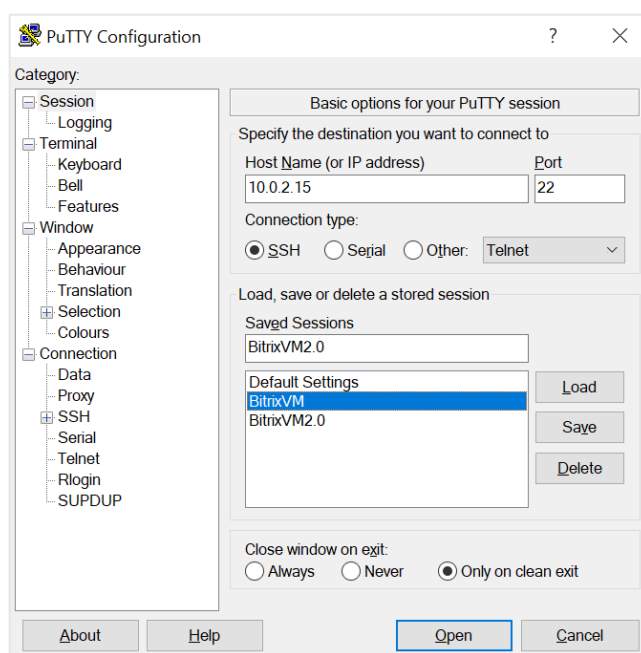 PuTTY Configuration
?
Category:
Session
Logging
Terminal
Keyboard
Bell
Features
Window
Appearance
Behaviour
Translation
Selection
Colours
Connection
Data
Proxy
SSH
Serial
Telnet
Rlogin
SUPDUP
Basic options for your PuTTY session
Specify the destination you want to connect to
Host Name (or IP address) Port
10.0.2.15 22
Connection type:
SSH Serial Other: Telnet
Load, save or delete a stored session
Saved Sessions
BitrixVM2.0
Default Settings
BitrixVM
BitrixVM2.0
Load
Save
Delete
Close window on exit:
Always Never Only on clean exit
About Help Open Cancel